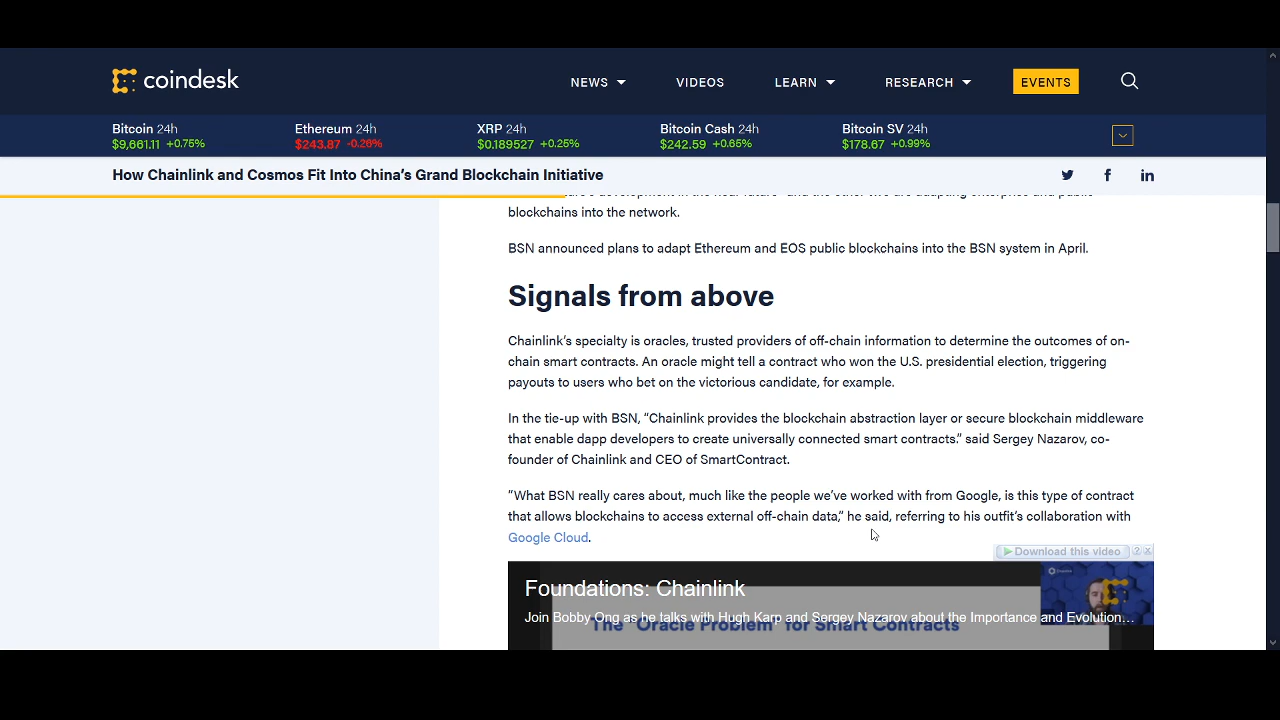 coindesk
NEWS
VIDEOS
LEARN
RESEARCH
EVENTS
Bitcoin 24h
$9,661.11 +0.75%
Ethereum 24h
$243.87 -0.28%
XRP 24h
$0.189527 +0.25%
Bitcoin Cash 24h
$242.59 +0.65%
Bitcoin SV 24h
$178.67 +0.99%
How Chainlink and Cosmos Fit Into China's Grand Blockchain Initiative
blockchains into the network.
BSN announced plans to adapt Ethereum and EOS public blockchains into the BSN system in April.
Signals from above
Chainlink's specialty is oracles, trusted providers of off-chain information to determine the outcomes of on-
chain smart contracts. An oracle might tell a contract who won the U.S. presidential election, triggering
payouts to users who bet on the victorious candidate, for example.
In the tie-up with BSN, "Chainlink provides the blockchain abstraction layer or secure blockchain middleware
that enable dapp developers to create universally connected smart contracts." said Sergey Nazarov, co-
founder of Chainlink and CEO of SmartContract.
"What BSN really cares about, much like the people we've worked with from Google, is this type of contract
that allows blockchains to access external off-chain data," he said, referring to his outfit's collaboration with
Google Cloud.
Download this video ? x
Foundations: Chainlink
Join Bobby Ong as he talks with Hugh Karp and Sergey Nazarov about the Importance and Evolution...
The "Oracle Problem" for Smart Contracts